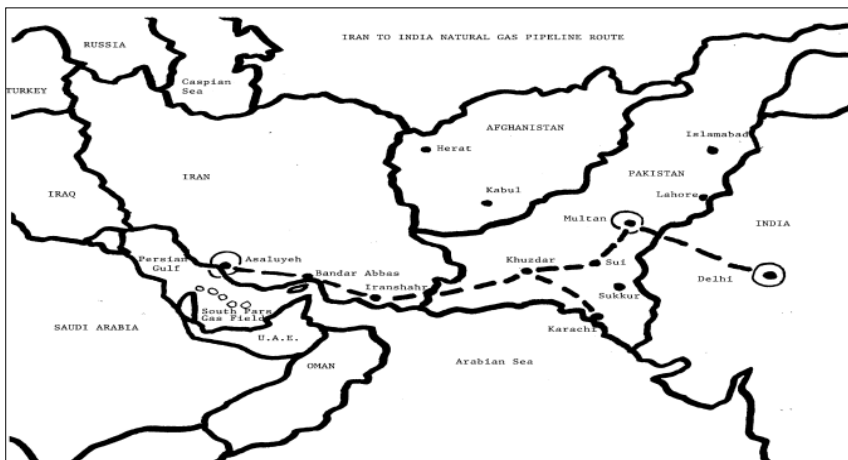 IRAN TO INDIA NATURAL GAS PIPELINE ROUTE
RUSSIA
Caspian
Sea
TURKEY
AFGHANISTAN
Islamabad
Herat
IRAN
PAKISTAN
IRAQ
Kabul
Lahore
Multan
INDIA
Persian
Gulf
Asaluyeh
Bandar Abbas
Khuzdar
Sui
Delhi
Iranshahr
Sukkur
South Pars
Gas Field
SAUDI ARABIA
U.A.E.
Karachi
OMAN
Arabian Sea